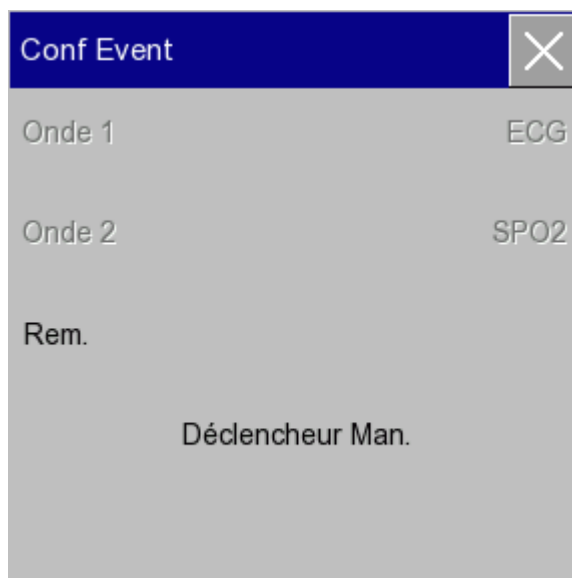 Conf Event
Onde 1 ECG
Onde 2 SPO2
Rem.
Déclencheur Man.